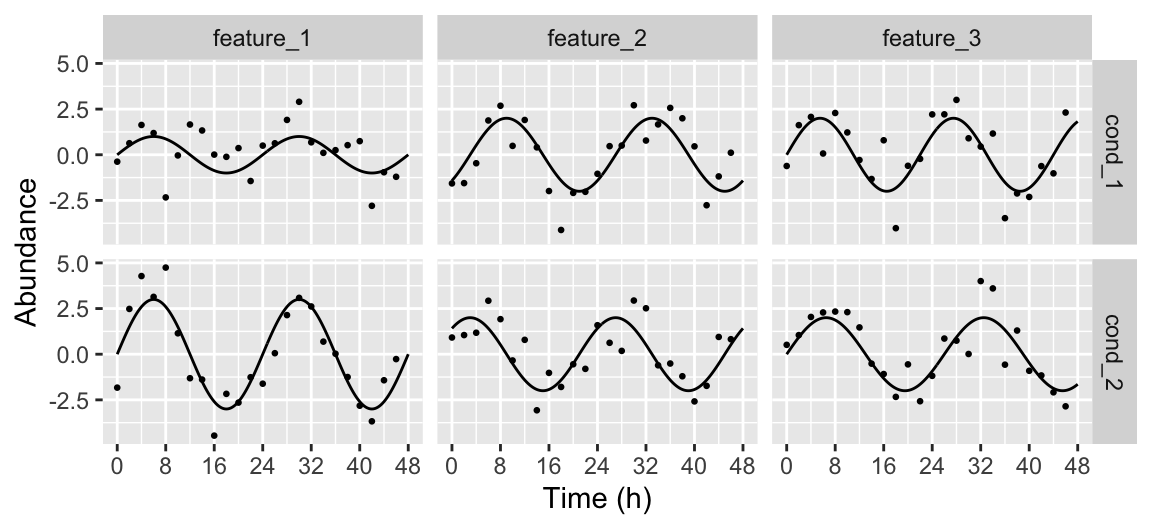 feature_1 feature_2 feature_3
5.0
2.5
0.0
-2.5
cond_1
5.0
2.5
0.0
-2.5
cond_2
Abundance
0 8 16 24 32 40 48 0 8 16 24 32 40 48 0 8 16 24 32 40 48
Time (h)